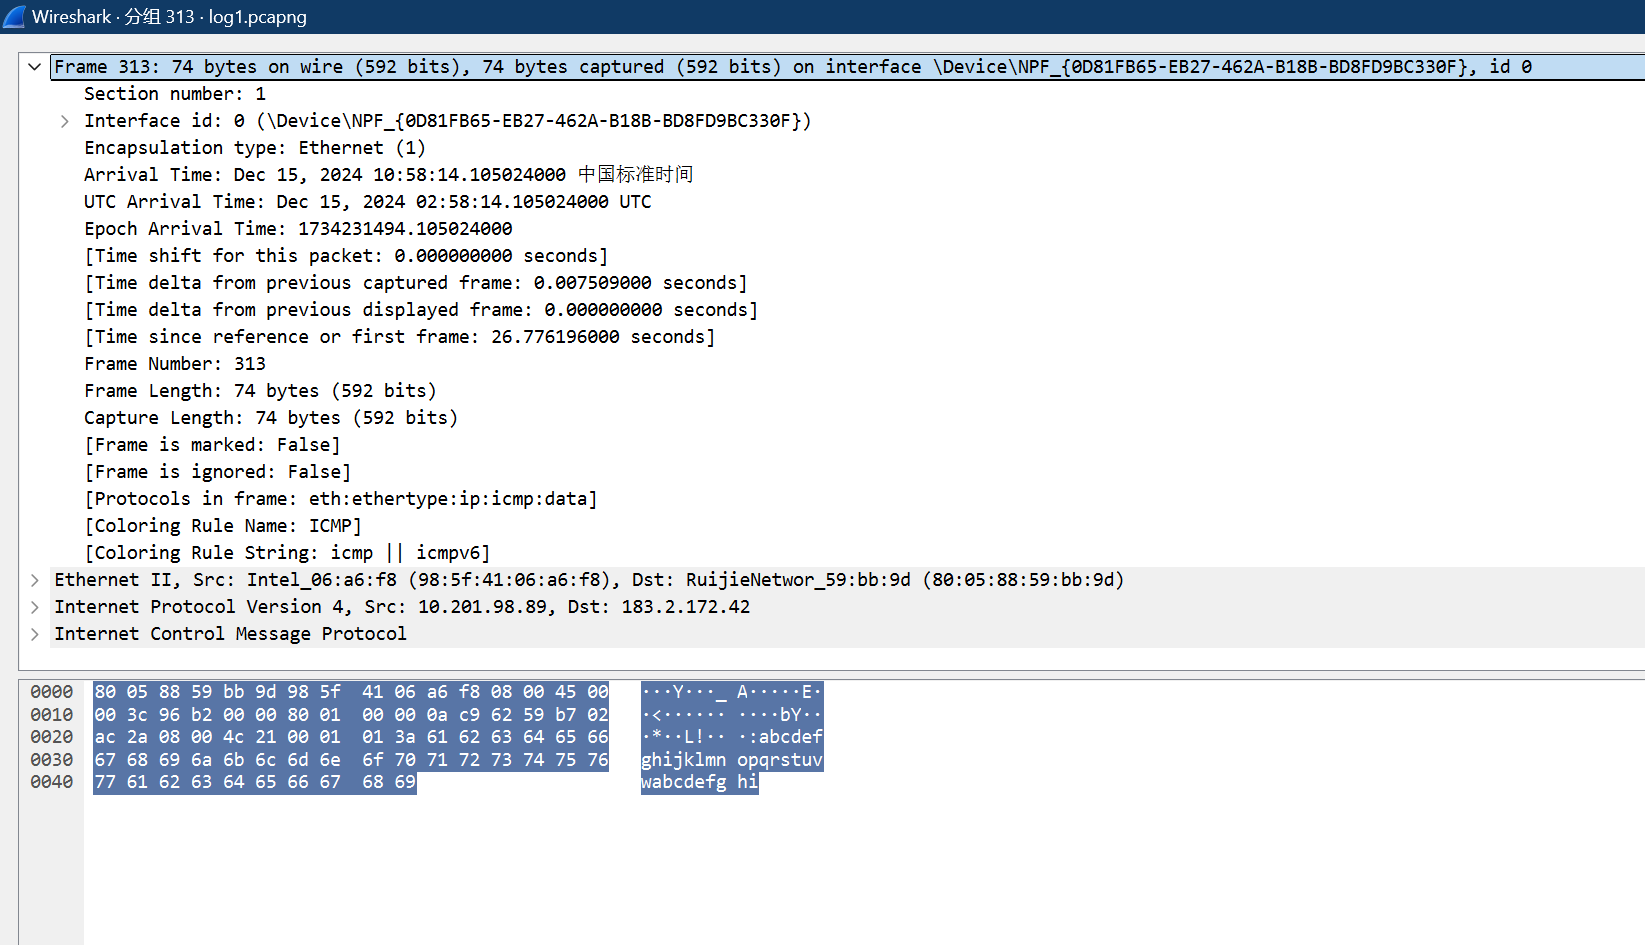 Wireshark · 分组 313 · log1.pcapng
Frame 313: 74 bytes on wire (592 bits), 74 bytes captured (592 bits) on interface \Device\NPF_{0D81FB65-EB27-462A-B18B-BD8FD9BC330F}, id 0
Section number: 1
Interface id: 0 (\Device\NPF_{0D81FB65-EB27-462A-B18B-BD8FD9BC330F})
Encapsulation type: Ethernet (1)
Arrival Time: Dec 15, 2024 10:58:14.105024000 中国标准时间
UTC Arrival Time: Dec 15, 2024 02:58:14.105024000 UTC
Epoch Arrival Time: 1734231494.105024000
[Time shift for this packet: 0.000000000 seconds]
[Time delta from previous captured frame: 0.007509000 seconds]
[Time delta from previous displayed frame: 0.000000000 seconds]
[Time since reference or first frame: 26.776196000 seconds]
Frame Number: 313
Frame Length: 74 bytes (592 bits)
Capture Length: 74 bytes (592 bits)
[Frame is marked: False]
[Frame is ignored: False]
[Protocols in frame: eth:ethertype:ip:icmp:data]
[Coloring Rule Name: ICMP]
[Coloring Rule String: icmp || icmpv6]
Ethernet II, Src: Intel_06:a6:f8 (98:5f:41:06:a6:f8), Dst: RuijieNetwor_59:bb:9d (80:05:88:59:bb:9d)
Internet Protocol Version 4, Src: 10.201.98.89, Dst: 183.2.172.42
Internet Control Message Protocol
0000 80 05 88 59 bb 9d 98 5f 41 06 a6 f8 08 00 45 00 ···Y···_ A·····E·
0010 00 3c 96 b2 00 00 80 01 00 00 0a c9 62 59 b7 02 ·<······ ····bY··
0020 ac 2a 08 00 4c 21 00 01 01 3a 61 62 63 64 65 66 ·*··L!·· ·:abcdef
0030 67 68 69 6a 6b 6c 6d 6e 6f 70 71 72 73 74 75 76 ghijklmn opqrstuv
0040 77 61 62 63 64 65 66 67 68 69 wabcdefg hi